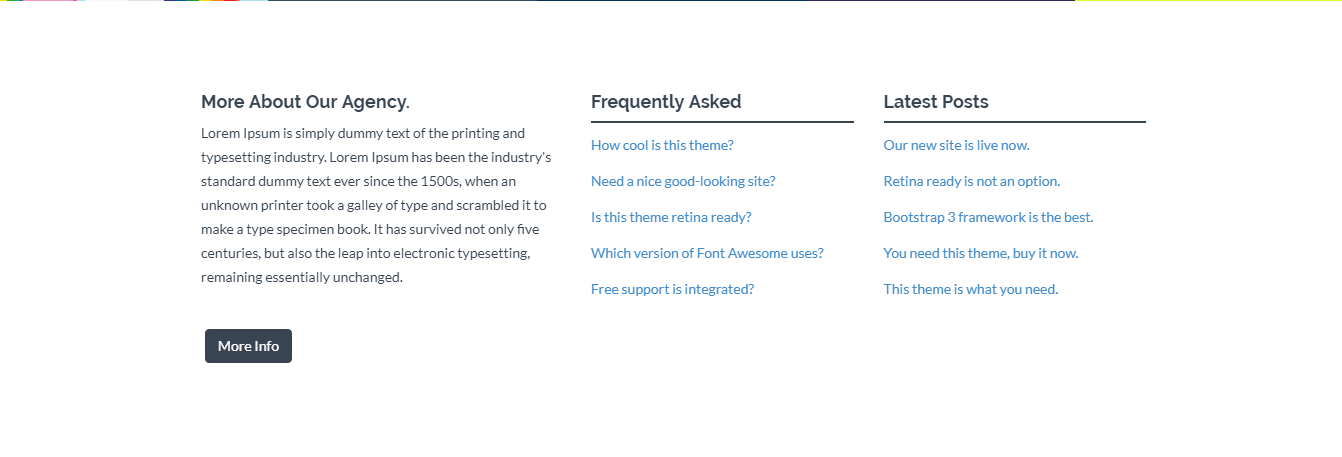 More About Our Agency.
Lorem Ipsum is simply dummy text of the printing and
typesetting industry. Lorem Ipsum has been the industry's
standard dummy text ever since the 1500s, when an
unknown printer took a galley of type and scrambled it to
make a type specimen book. It has survived not only five
centuries, but also the leap into electronic typesetting,
remaining essentially unchanged.
More Info
Frequently Asked
How cool is this theme?
Need a nice good-looking site?
Is this theme retina ready?
Which version of Font Awesome uses?
Free support is integrated?
Latest Posts
Our new site is live now.
Retina ready is not an option.
Bootstrap 3 framework is the best.
You need this theme, buy it now.
This theme is what you need.